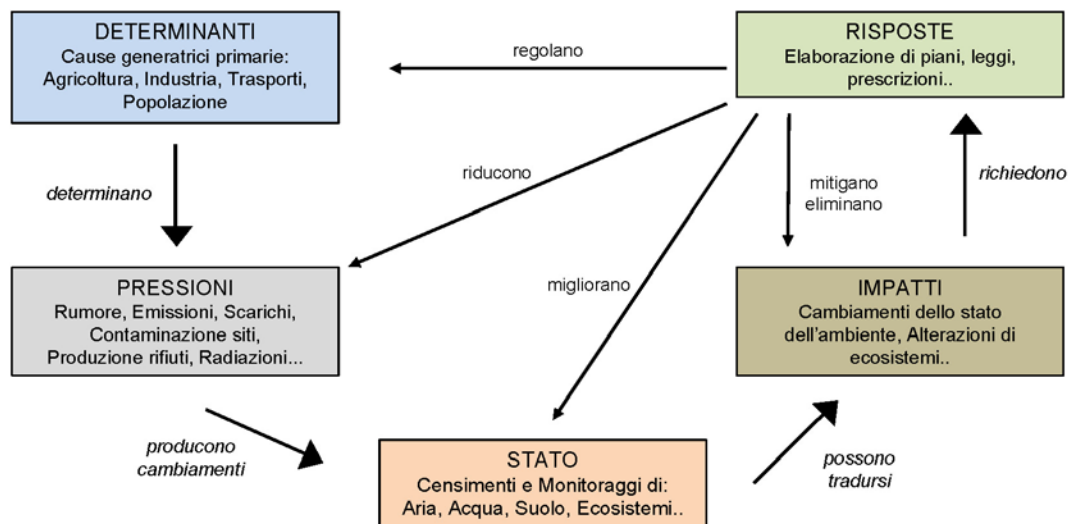 DETERMINANTI
Cause generatrici primarie:
Agricoltura, Industria, Trasporti,
Popolazione
regolano
RISPOSTE
Elaborazione di piani, leggi,
prescrizioni..
determinano
riducono
mitigano
eliminano
richiedono
PRESSIONI
Rumore, Emissioni, Scarichi,
Contaminazione siti,
Produzione rifiuti, Radiazioni...
migliorano
IMPATTI
Cambiamenti dello stato
dell'ambiente, Alterazioni di
ecosistemi..
producono
cambiamenti
STATO
Censimenti e Monitoraggi di:
Aria, Acqua, Suolo, Ecosistemi..
possono
tradursi